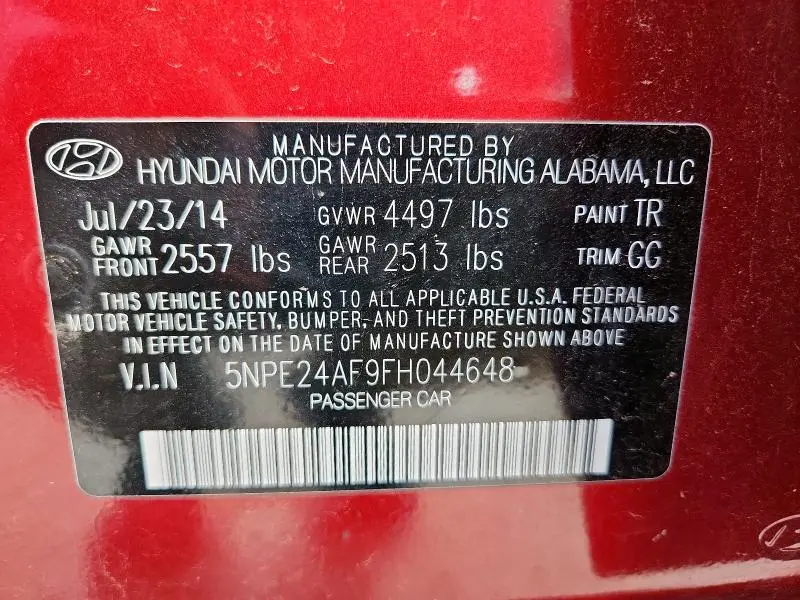 MANUFACTURED BY
HYUNDAI MOTOR MANUFACTURING ALABAMA, LLC
Jul/23/14 GVWR 4497 lbs PAINT TR
GAWR FRONT 2557 lbs GAWR REAR 2513 lbs TRIM GG
THIS VEHICLE CONFORMS TO ALL APPLICABLE U.S.A. FEDERAL
MOTOR VEHICLE SAFETY, BUMPER, AND THEFT PREVENTION STANDARDS
IN EFFECT ON THE DATE OF MANUFACTURE SHOWN ABOVE
V.I.N 5NPE24AF9FH044648
PASSENGER CAR